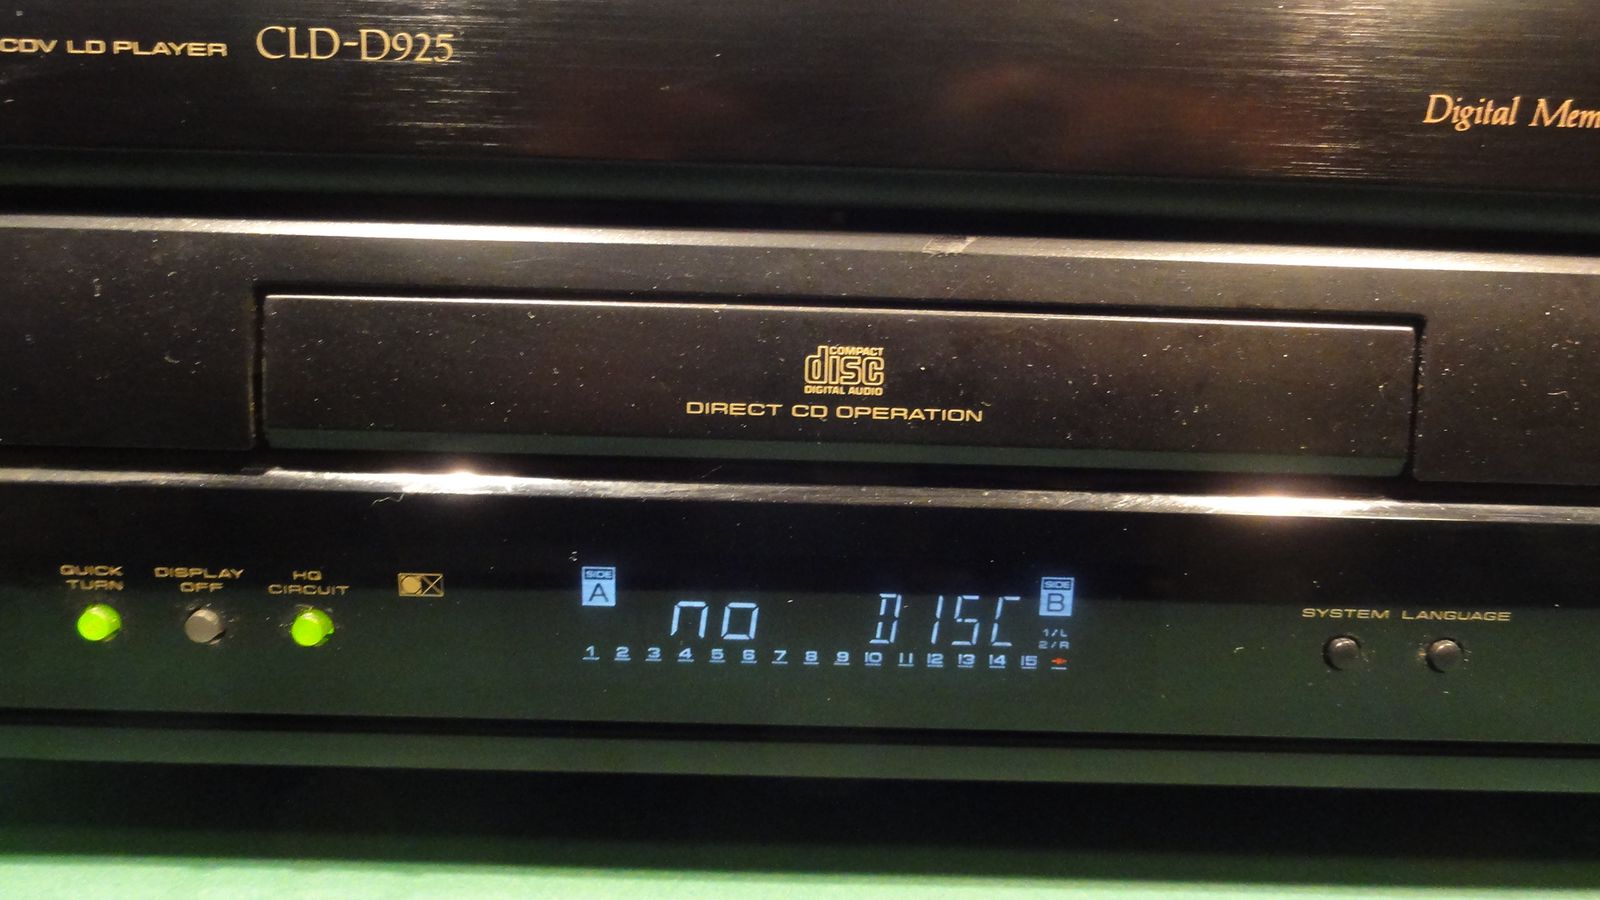 CDV LD PLAYER CLD-D925
Digital Mem
COMPACT
disc
DIGITAL AUDIO
DIRECT CD OPERATION
QUICK TURN
DISPLAY OFF
HQ CIRCUIT
CX
SIDE A
no DISC
SIDE B
1/L
2/R
1 2 3 4 5 6 7 8 9 10 11 12 13 14 15
SYSTEM LANGUAGE